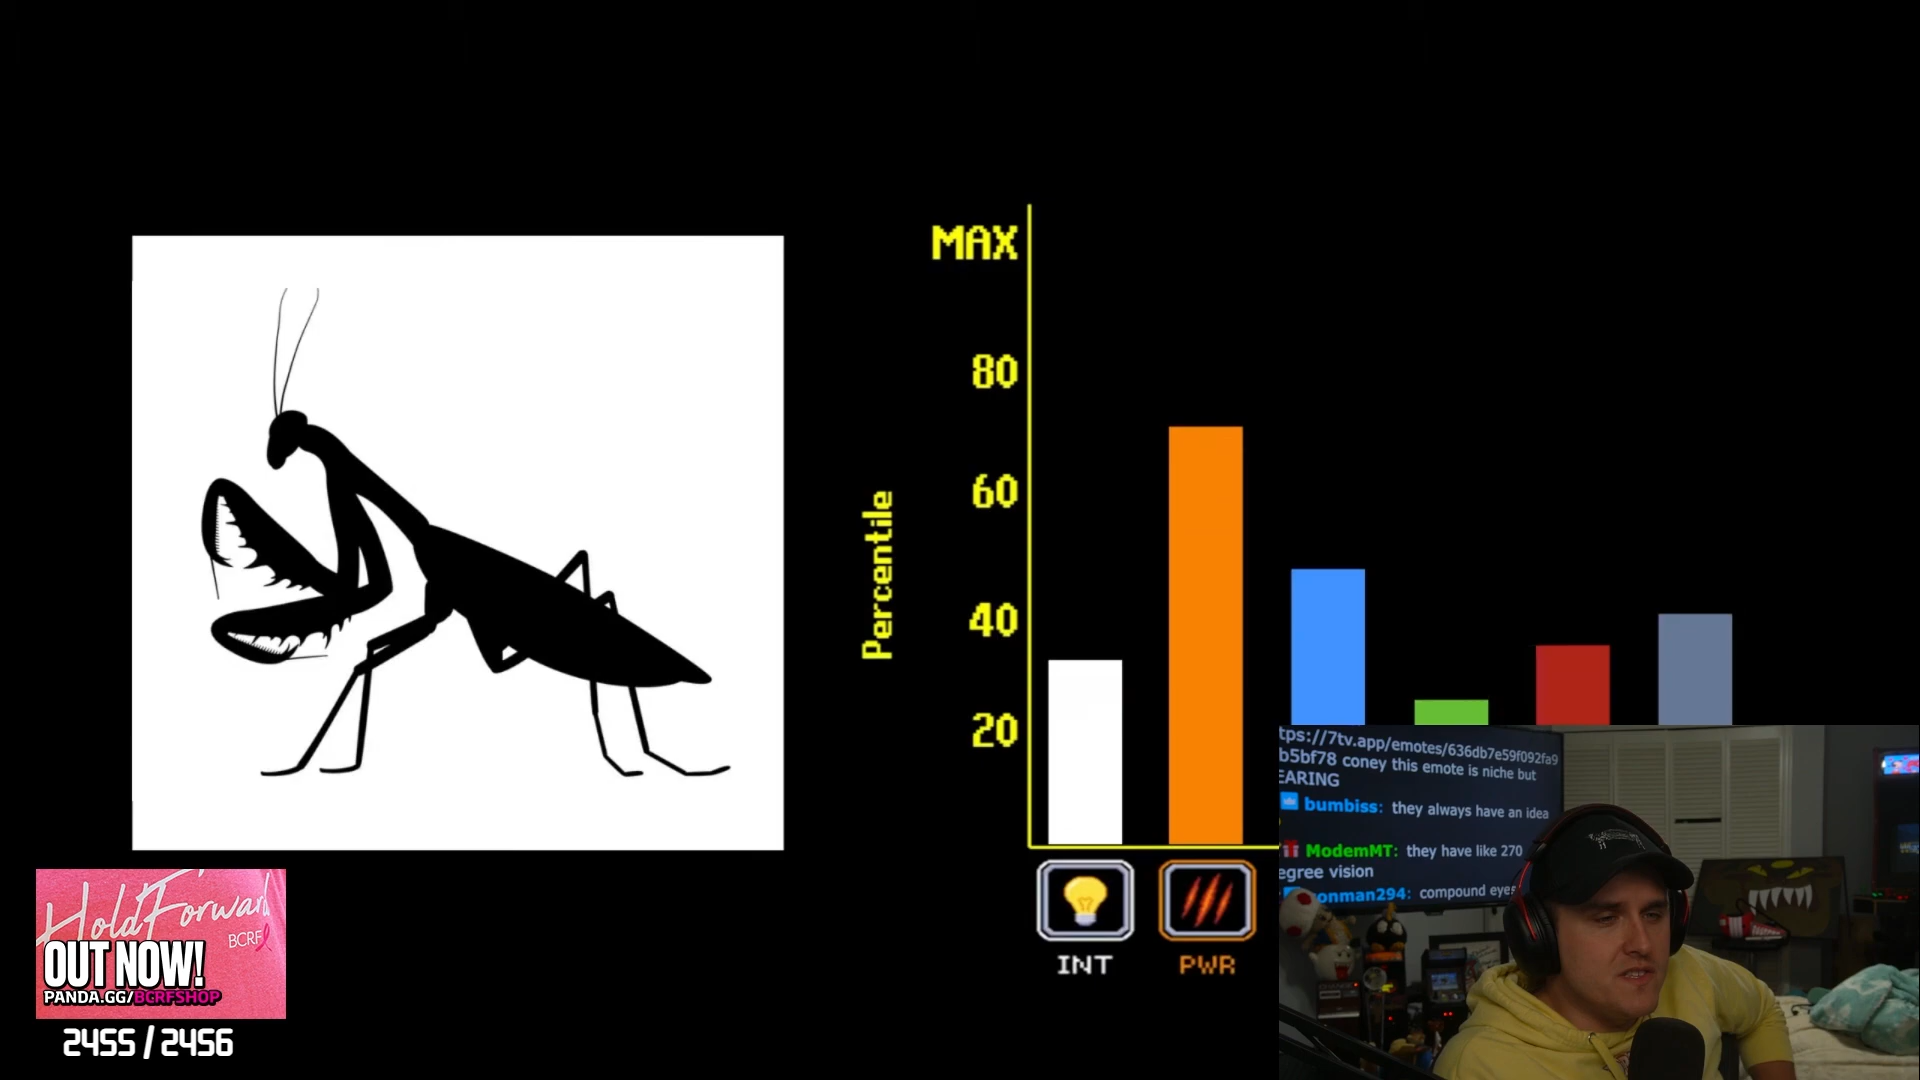 MAX
80
60
40
20
Percentile
INT
PWR
tps://7tv.app/emotes/636db7e59f092fa9
b5bf78 coney this emote is niche but
EARING
bumbiss: they always have an idea
ModemMT: they have like 270
egree vision
onman294: compound eyes
HoldForward
BCRF
OUT NOW!
PANDA.GG/BCRFSHOP
2455 / 2456